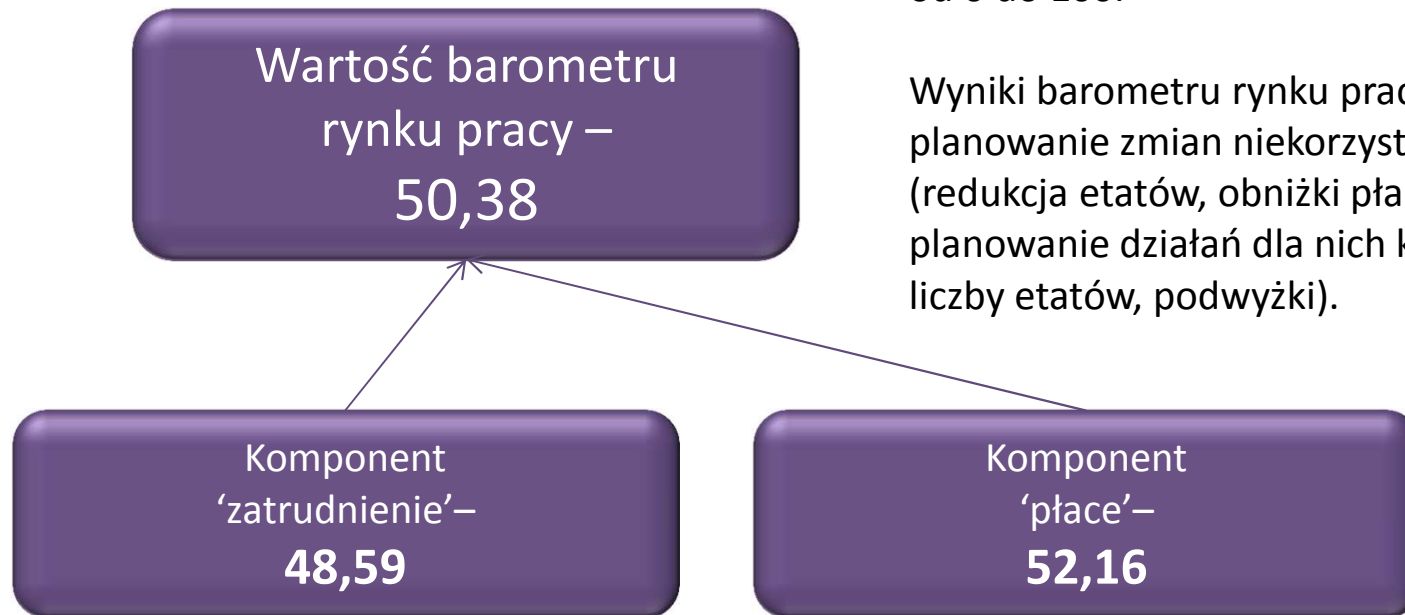 Wartość barometru
rynku pracy –
50,38
Wyniki barometru rynku
planowanie zmian
(redukcja etatów, obniżki
planowanie działań dla nich
liczby etatów, podwyżki).
Komponent
‘zatrudnienie’–
48,59
Komponent
‘płace’–
52,16